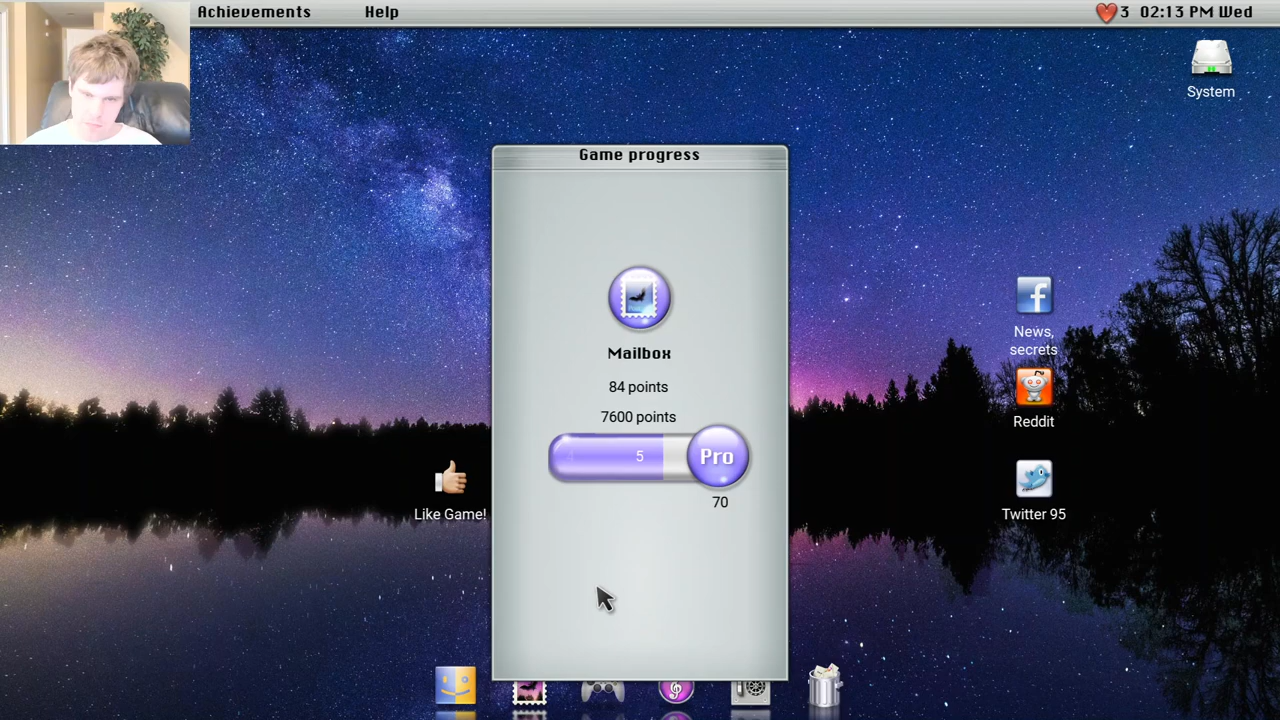 Achievements Help 3 02:13 PM Wed
System
Game progress
News,
secrets
Mailbox
84 points
7600 points
Reddit
5 Pro
70
Like Game!
Twitter 95